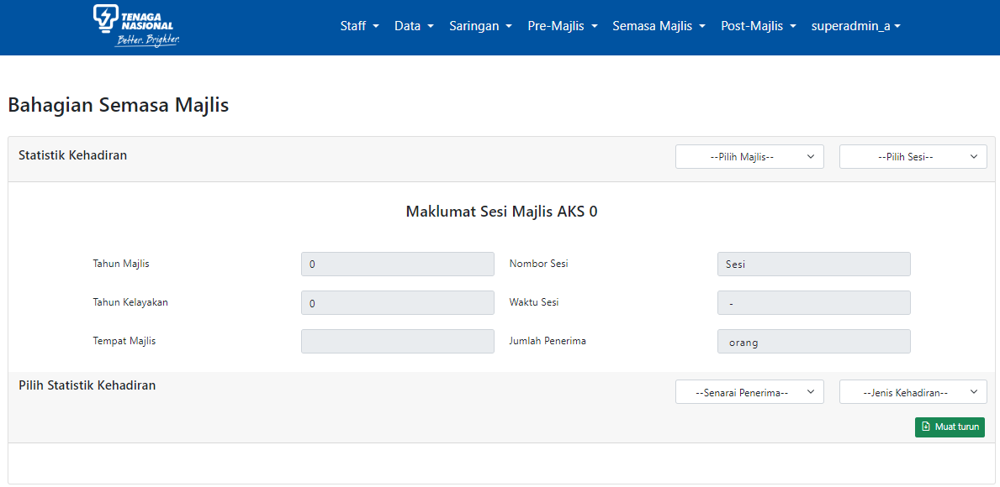 TENAGA
NASIONAL
Better. Brighter.
Staff Data Saringan Pre-Majlis Semasa Majlis Post-Majlis superadmin_a
Bahagian Semasa Majlis
Statistik Kehadiran --Pilih Majlis-- --Pilih Sesi--
Maklumat Sesi Majlis AKS 0
Tahun Majlis 0 Nombor Sesi Sesi
Tahun Kelayakan 0 Waktu Sesi -
Tempat Majlis Jumlah Penerima orang
Pilih Statistik Kehadiran --Senarai Penerima-- --Jenis Kehadiran--
Muat turun